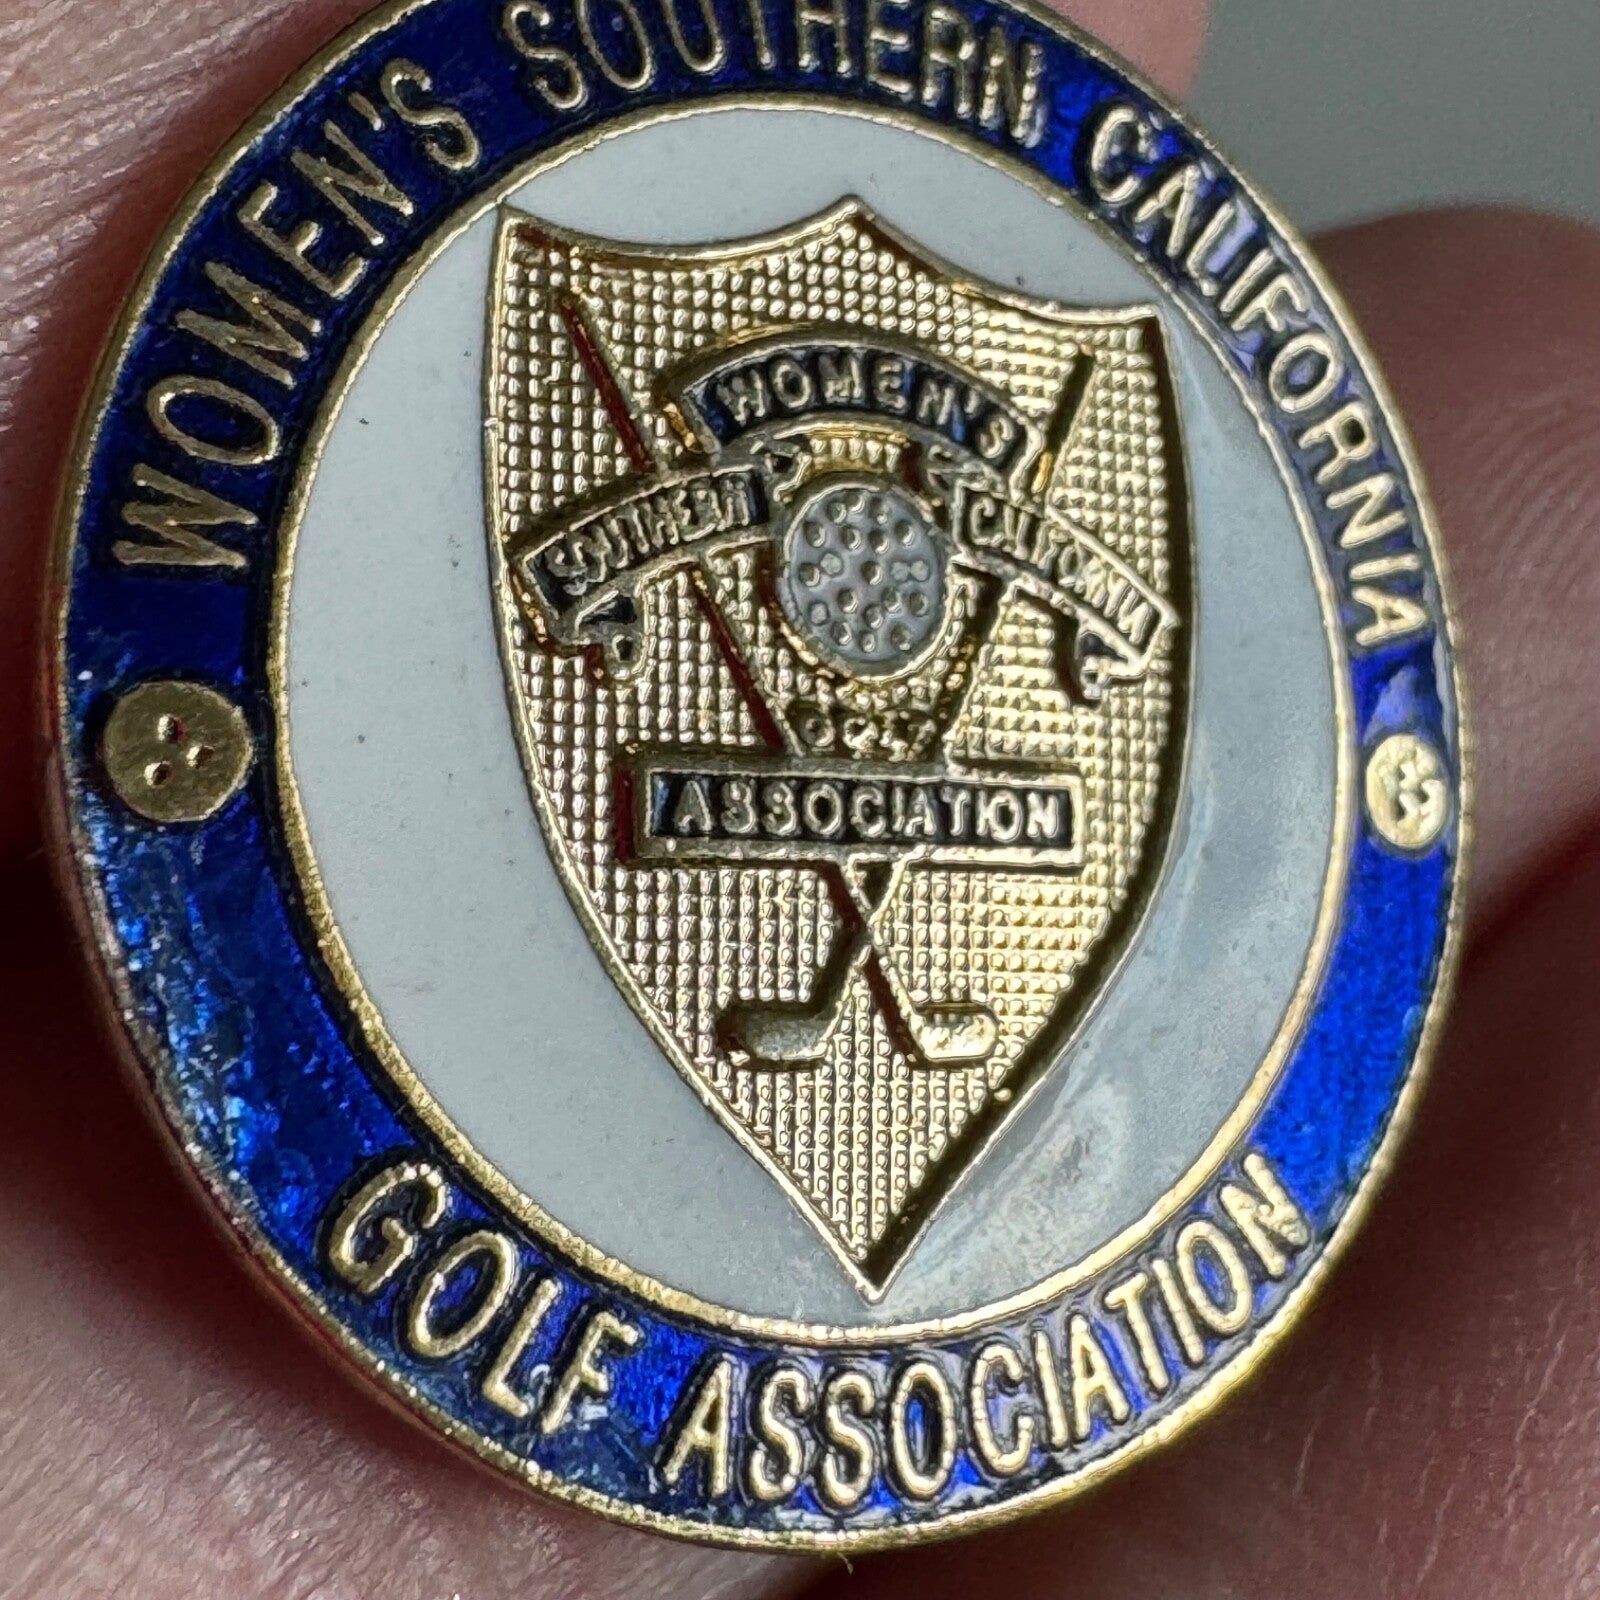 WOMEN'S SOUTHERN CALIFORNIA
WOMEN'S
SOUTHERN CALIFORNIA
ASSOCIATION
GOLF ASSOCIATION